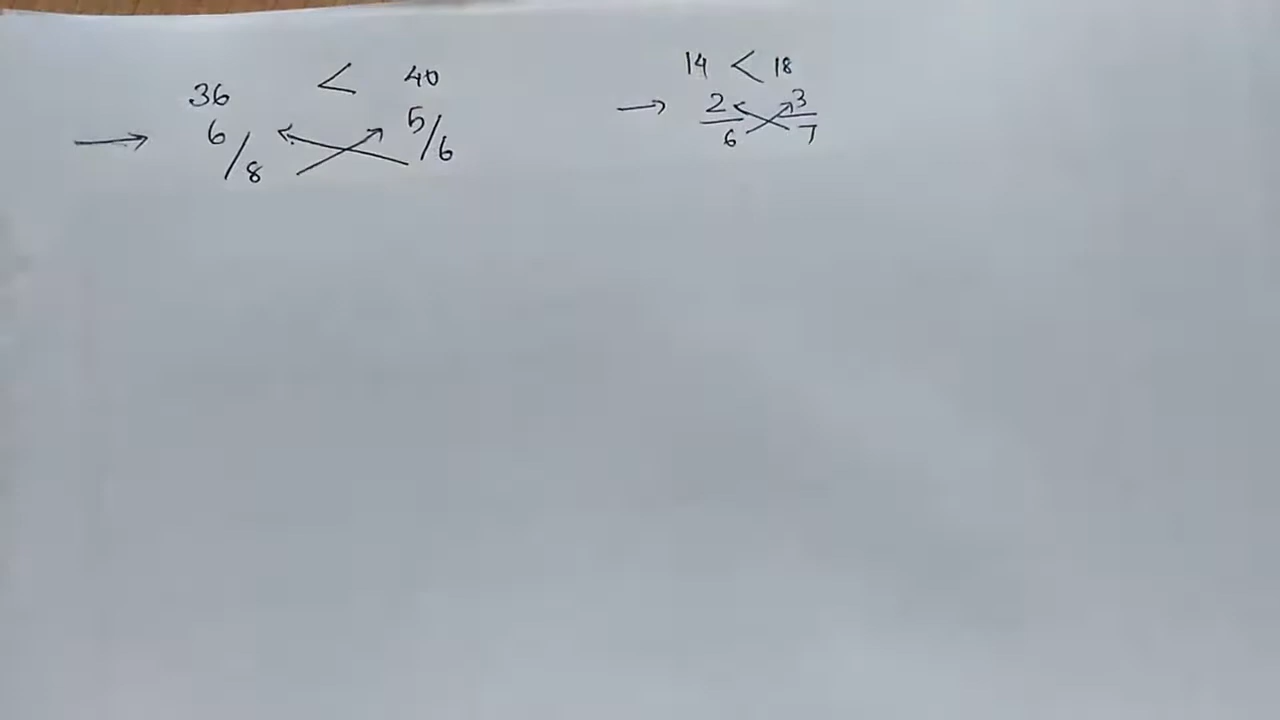 36 < 40
→ 6/8 5/6
14 < 18
→ 2/6 3/7